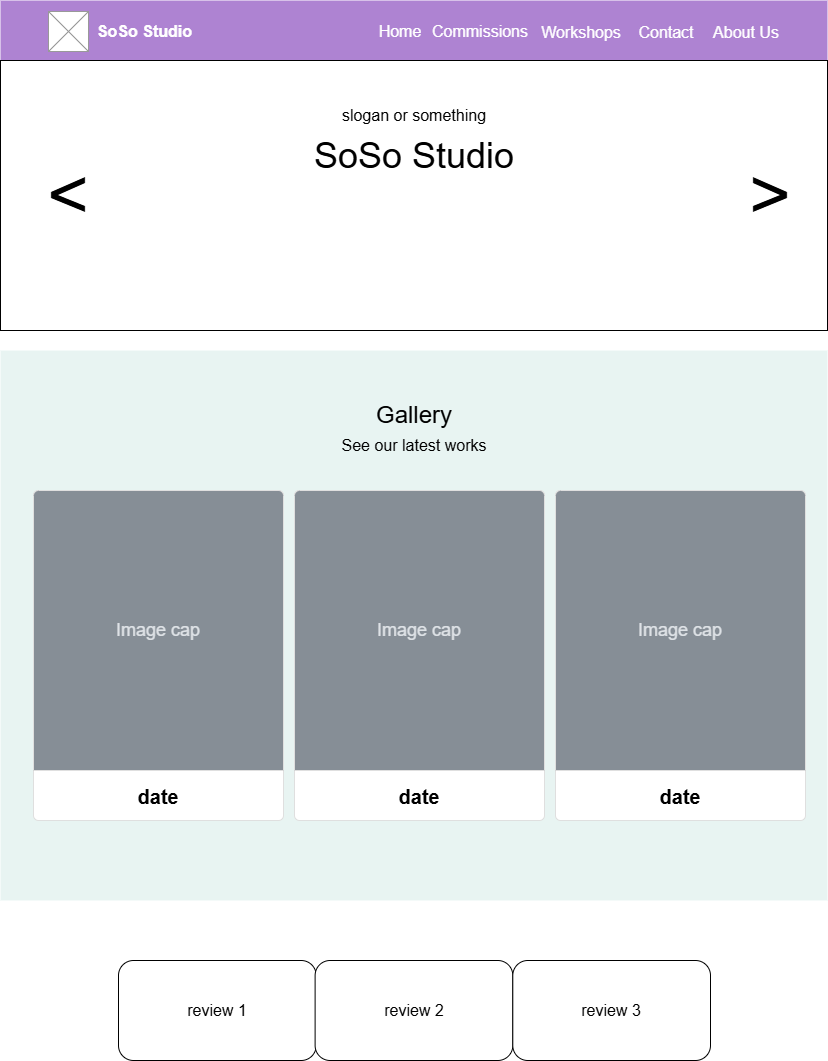 SoSo Studio Home Commissions Workshops Contact About Us
slogan or something
SoSo Studio
< >
Gallery
See our latest works
Image cap Image cap Image cap
date date date
review 1 review 2 review 3